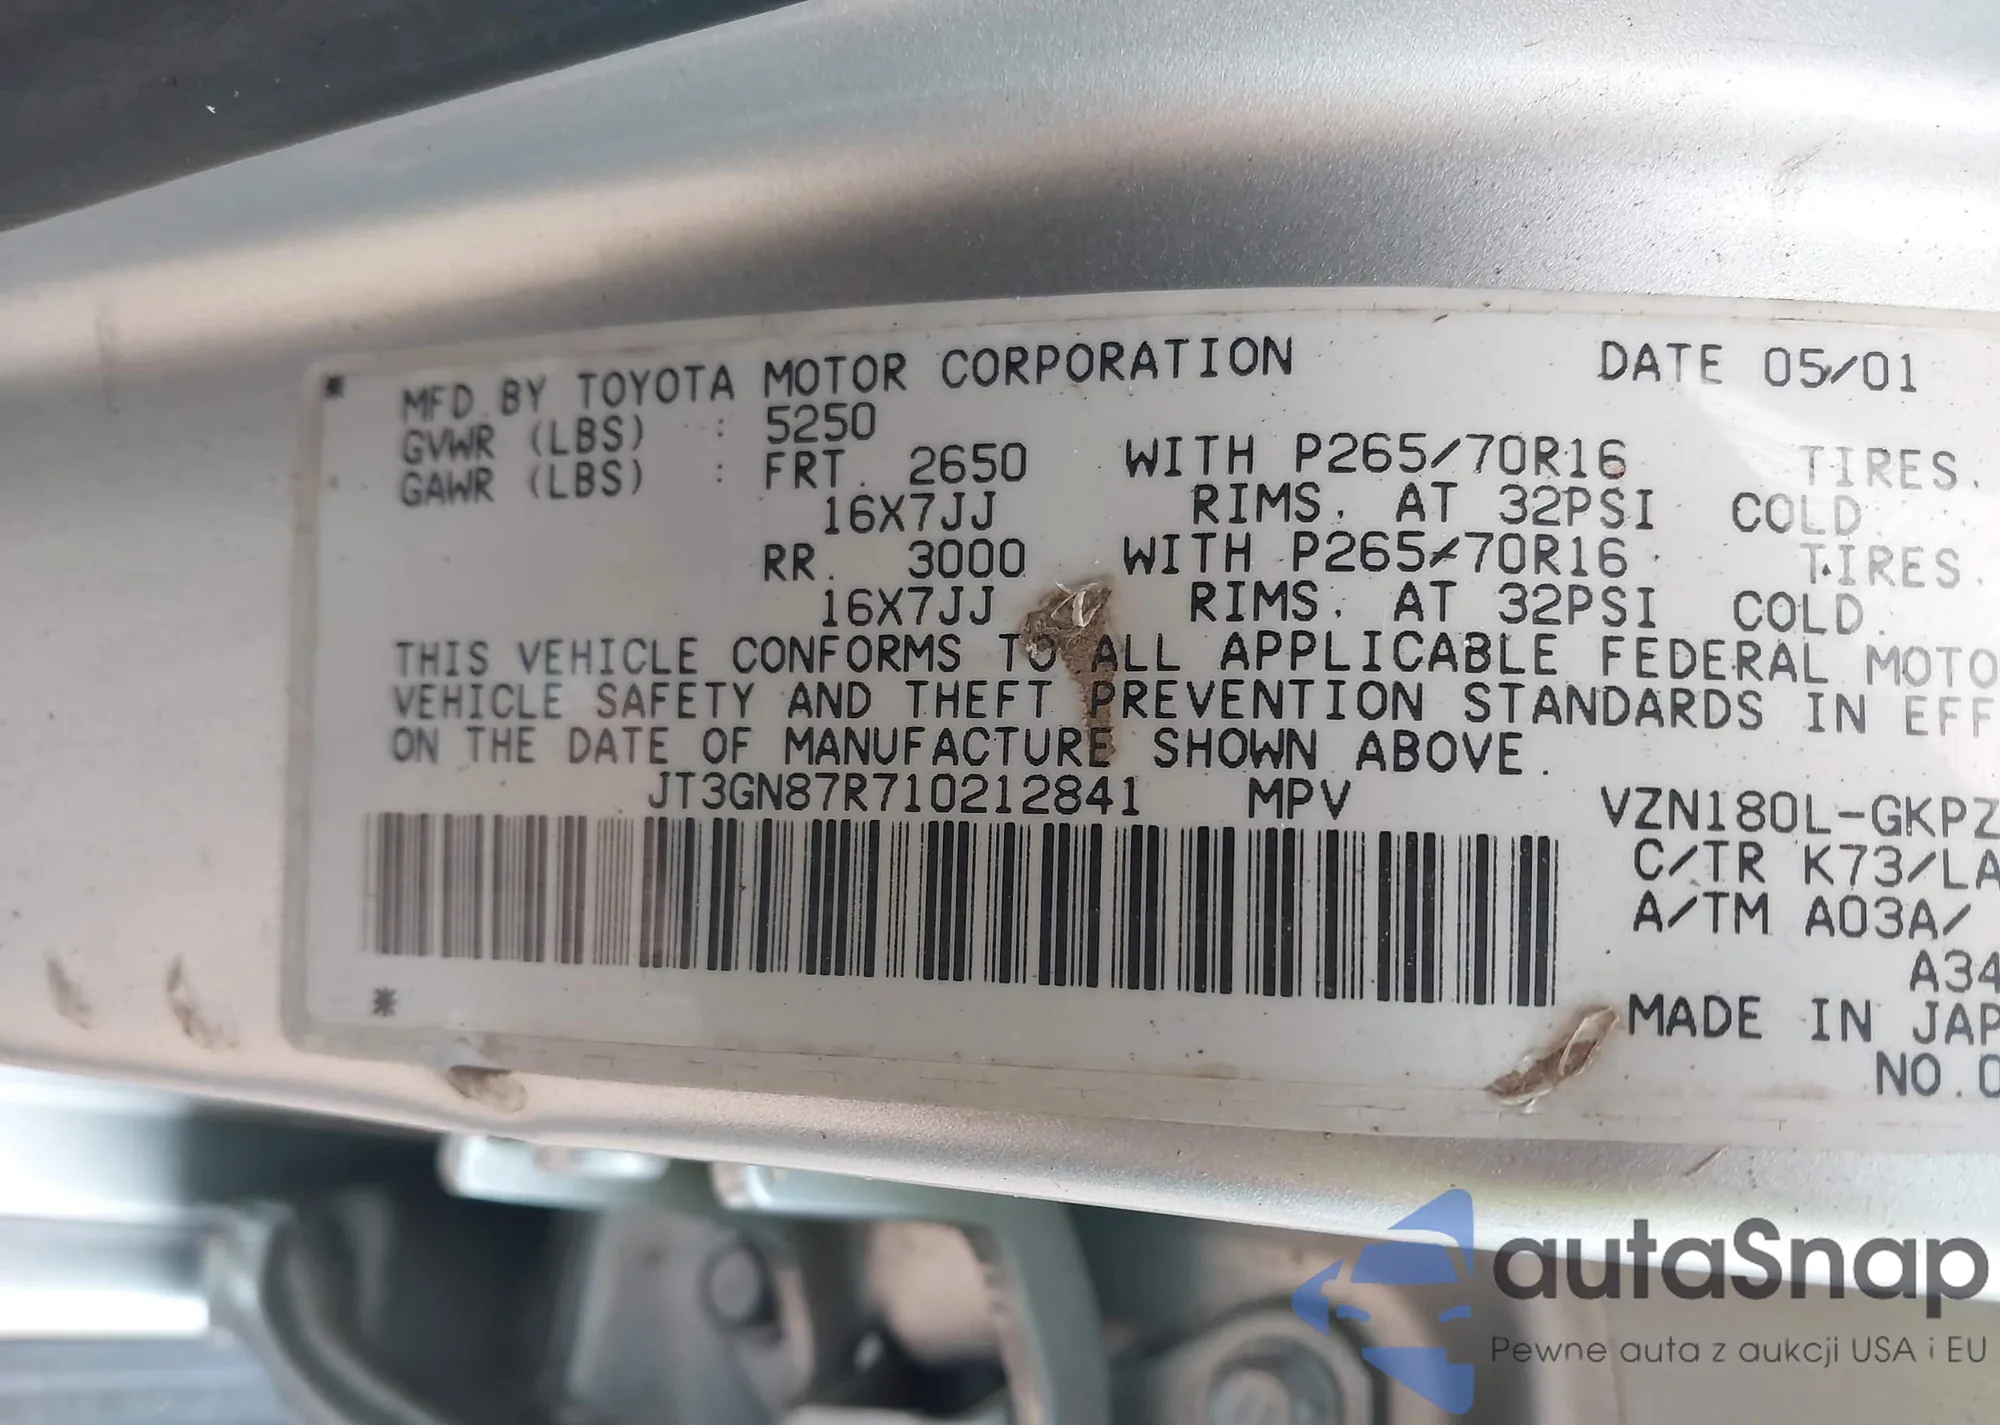 * MFD. BY TOYOTA MOTOR CORPORATION DATE 05/01
GVWR (LBS) : 5250
GAWR (LBS) : FRT. 2650 WITH P265/70R16 TIRES.
16X7JJ RIMS. AT 32PSI COLD.
RR. 3000 WITH P265/70R16 TIRES.
16X7JJ RIMS. AT 32PSI COLD.
THIS VEHICLE CONFORMS TO ALL APPLICABLE FEDERAL MOTO
VEHICLE SAFETY AND THEFT PREVENTION STANDARDS IN EFF
ON THE DATE OF MANUFACTURE SHOWN ABOVE.
JT3GN87R710212841 MPV VZN180L-GKPZ
C/TR K73/LA
A/TM A03A/
A34
* MADE IN JAP
NO.0
autaSnap
Pewne auta z aukcji USA i EU